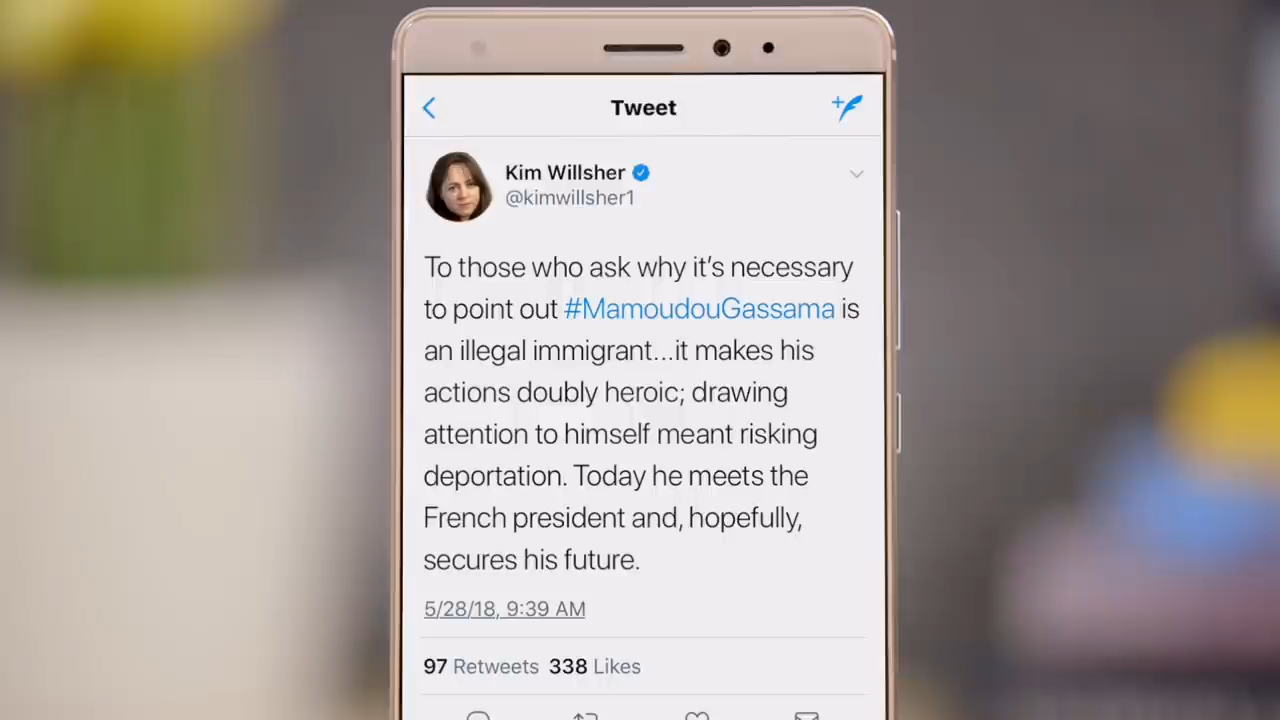 Tweet
Kim Willsher
@kimwillsher1
To those who ask why it's necessary
to point out #MamoudouGassama is
an illegal immigrant...it makes his
actions doubly heroic; drawing
attention to himself meant risking
deportation. Today he meets the
French president and, hopefully,
secures his future.
5/28/18, 9:39 AM
97 Retweets 338 Likes